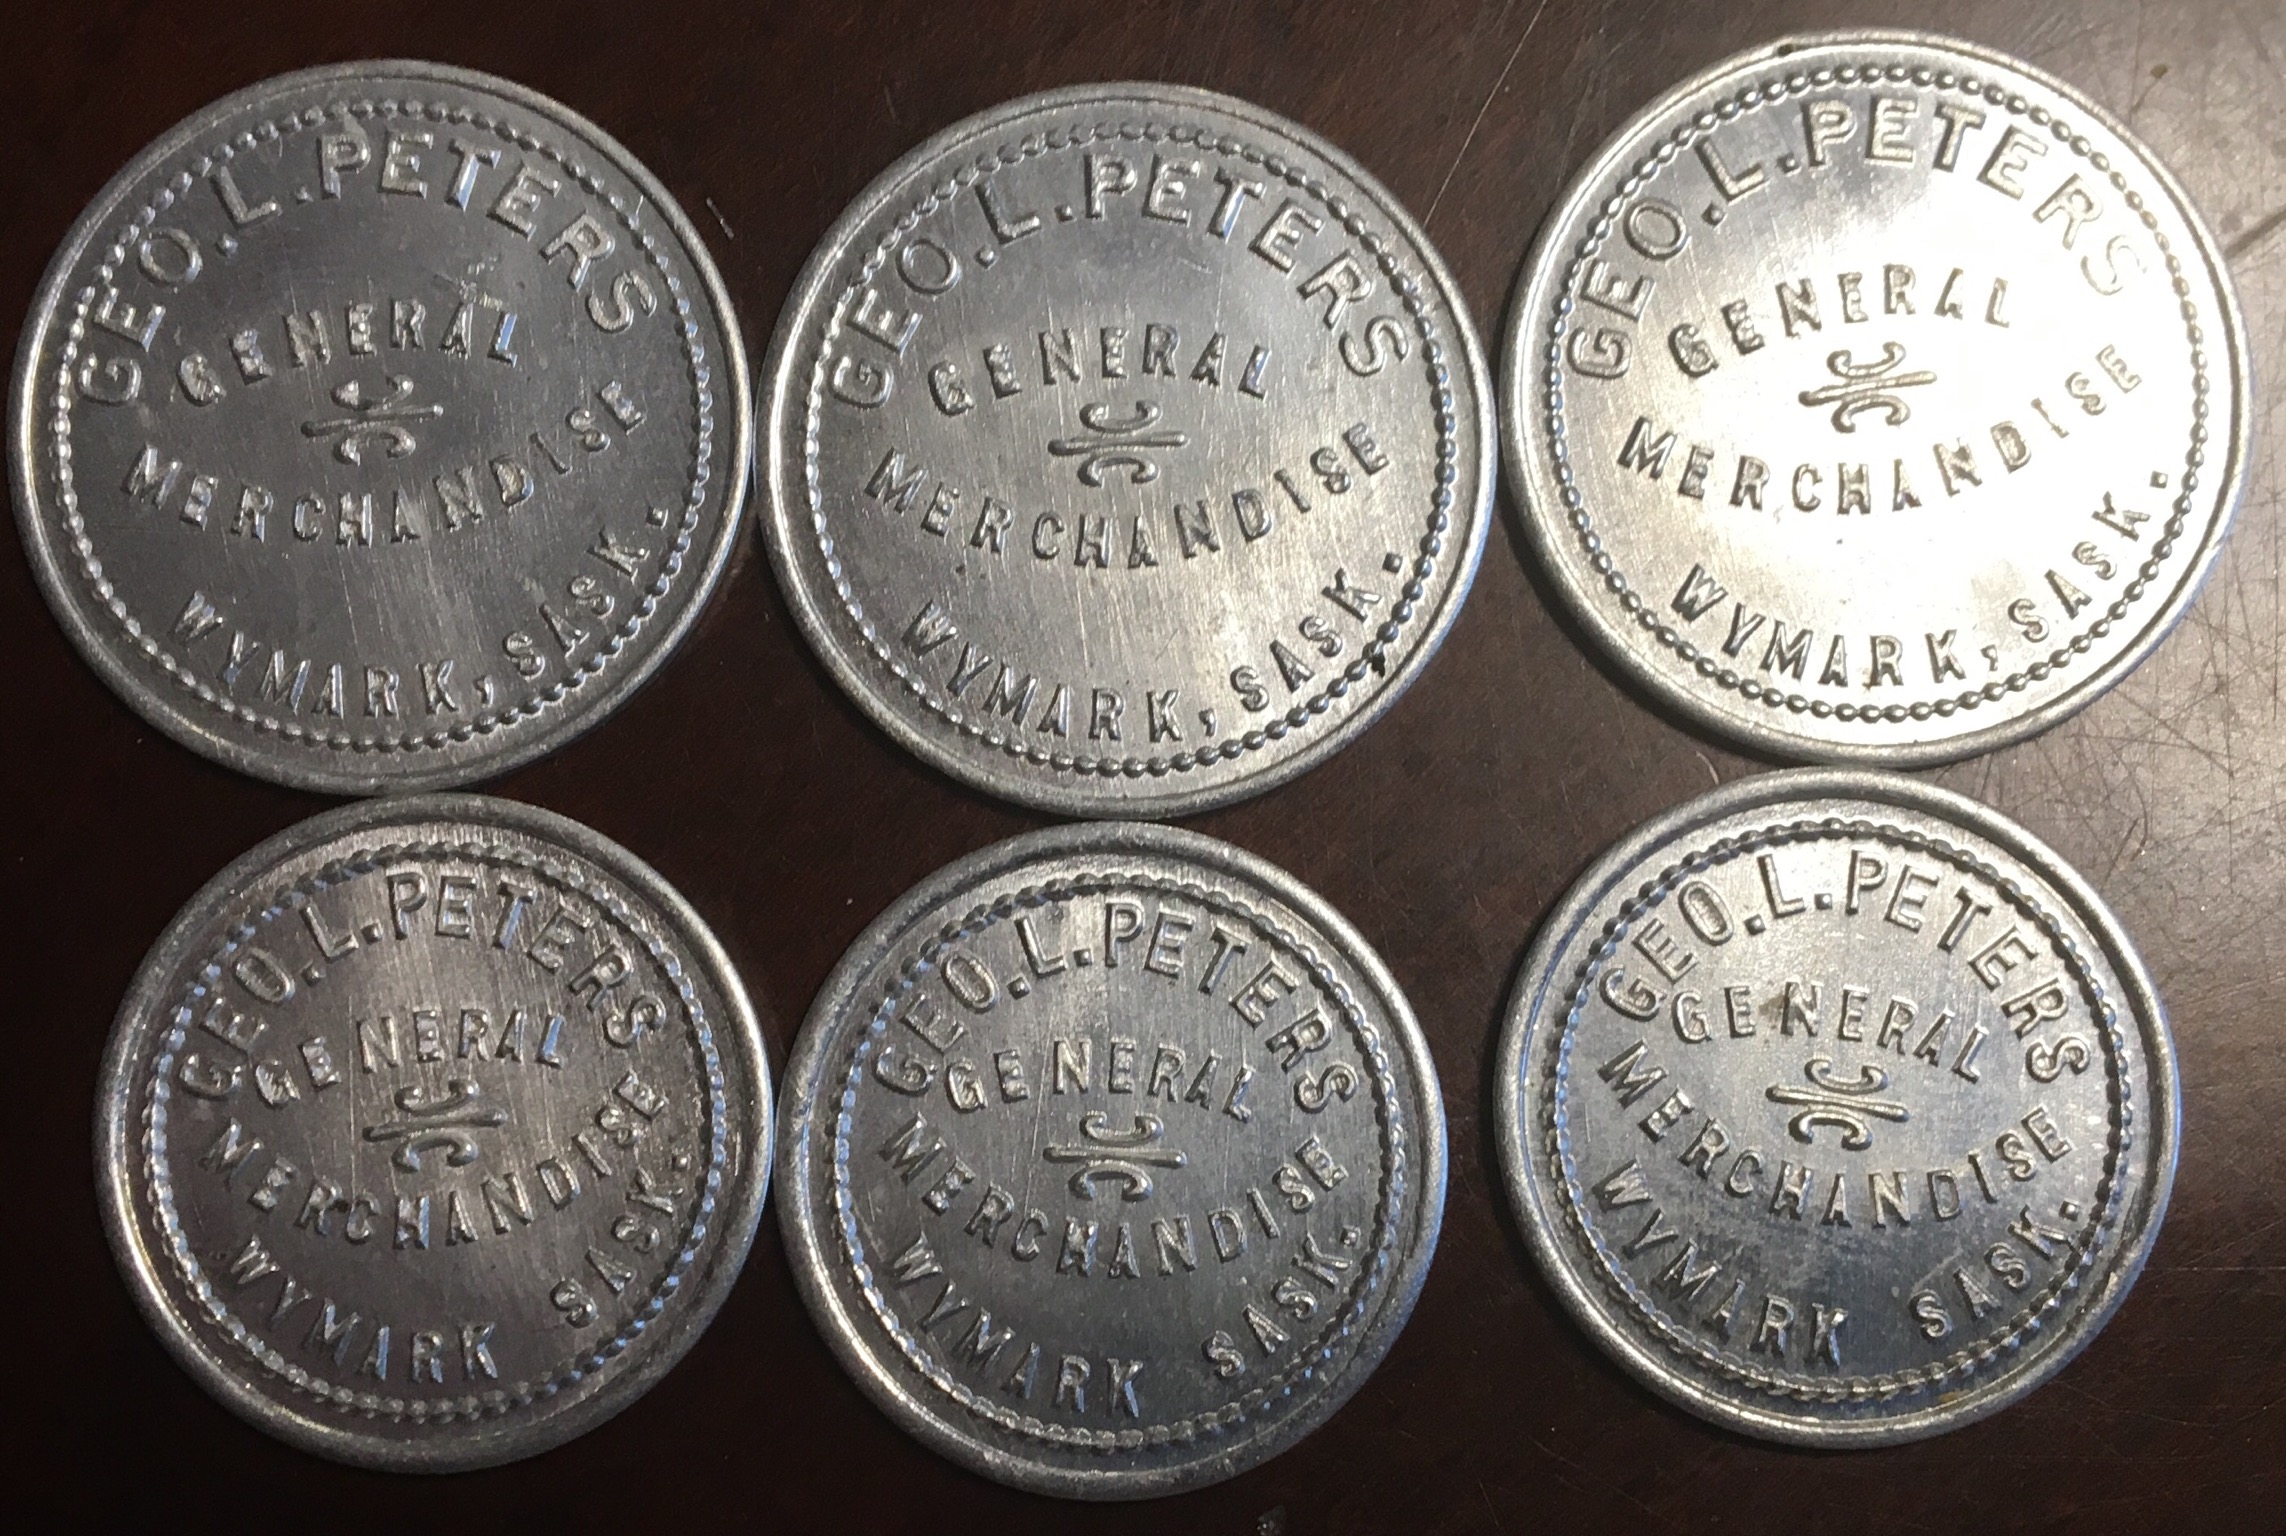 GEO.L.PETERS
GENERAL
MERCHANDISE
WYMARK, SASK.
GEO.L.PETERS
GENERAL
MERCHANDISE
WYMARK, SASK.
GEO.L.PETERS
GENERAL
MERCHANDISE
WYMARK, SASK.
GEO.L.PETERS
GENERAL
MERCHANDISE
WYMARK SASK.
GEO.L.PETERS
GENERAL
MERCHANDISE
WYMARK SASK.
GEO.L.PETERS
GENERAL
MERCHANDISE
WYMARK SASK.